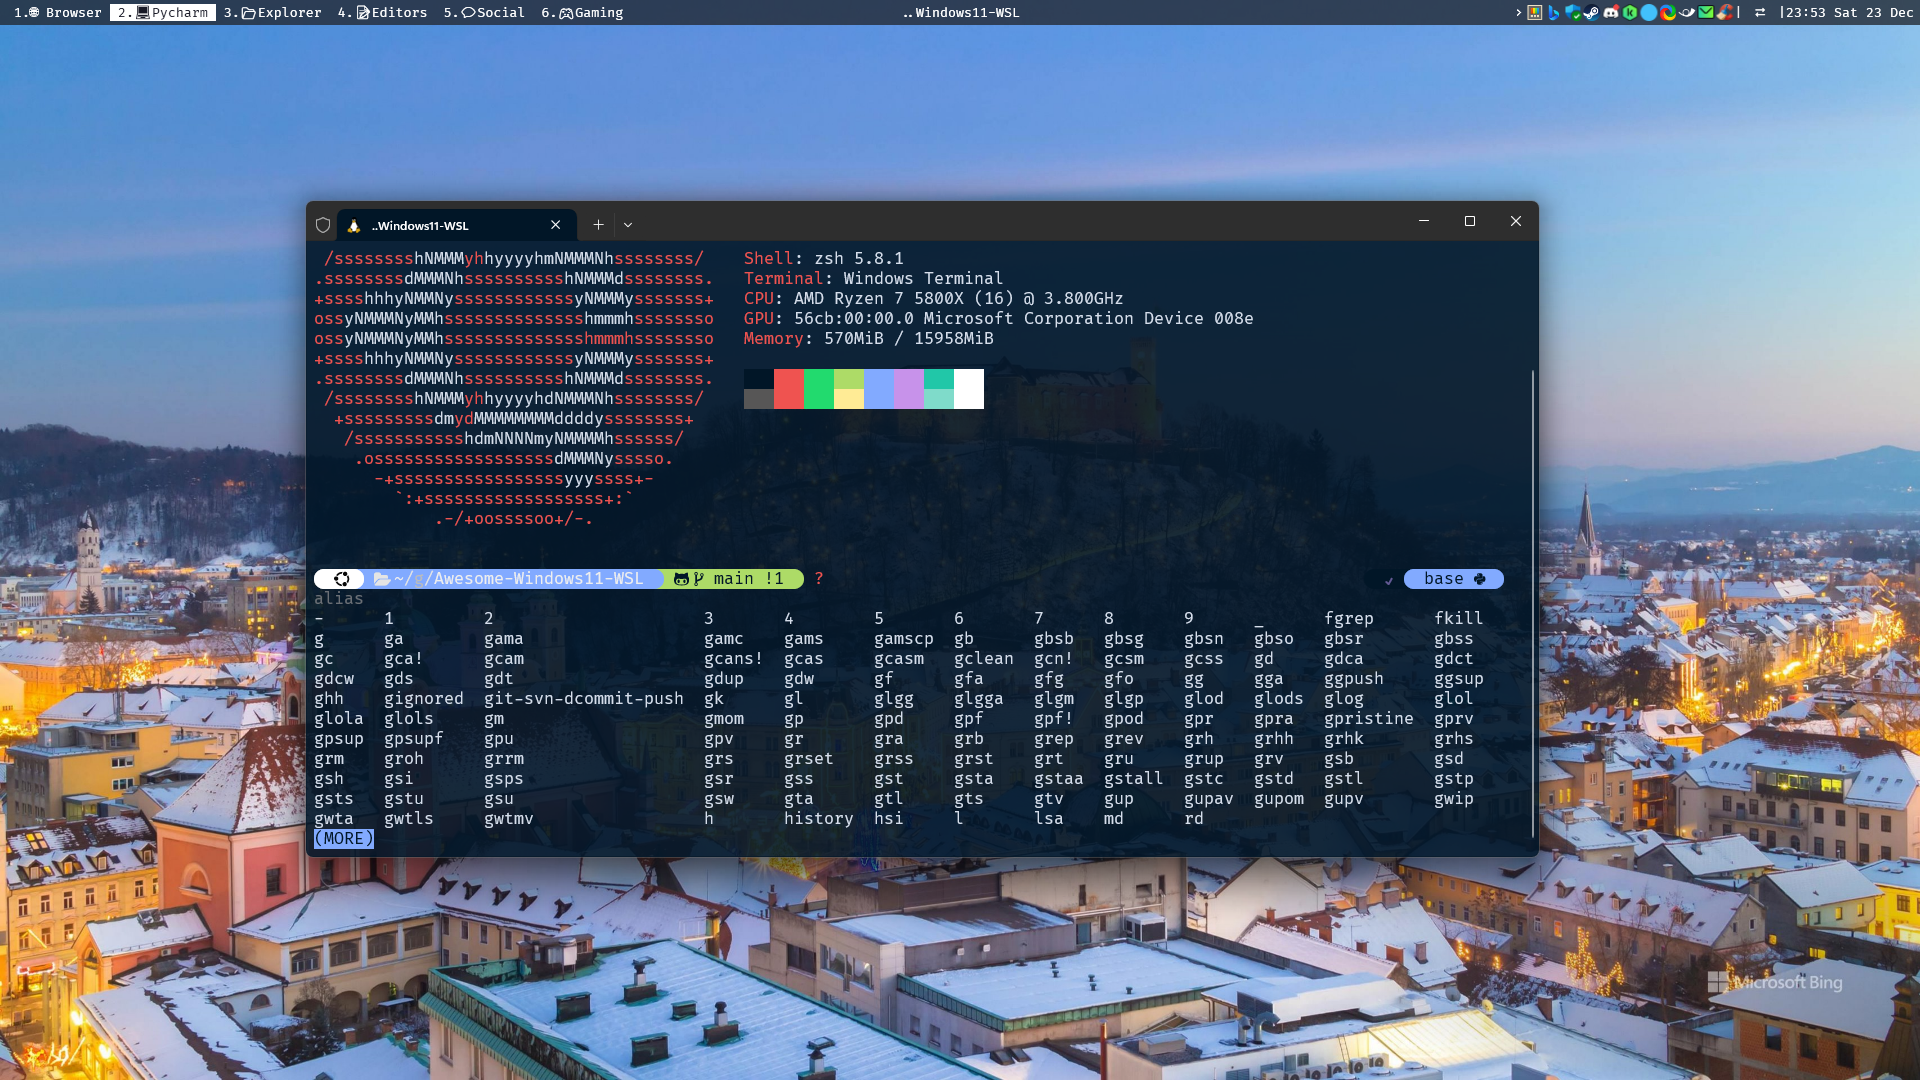 1. Browser 2. Pycharm 3. Explorer 4. Editors 5. Social 6. Gaming ..Windows11-WSL |23:53 Sat 23 Dec
..Windows11-WSL
/sssssssshNMMMyhhyyyyhmNMMMNhssssssss/ Shell: zsh 5.8.1
.ssssssssdMMMNhsssssssssshNMMMdssssssss. Terminal: Windows Terminal
+sssshhhyNMMNyssssssssssssyNMMMysssssss+ CPU: AMD Ryzen 7 5800X (16) @ 3.800GHz
ossyNMMMNyMMhsssssssssssssshmmmhssssssso GPU: 56cb:00:00.0 Microsoft Corporation Device 008e
ossyNMMMNyMMhsssssssssssssshmmmhssssssso Memory: 570MiB / 15958MiB
+sssshhhyNMMNyssssssssssssyNMMMysssssss+
.ssssssssdMMMNhsssssssssshNMMMdssssssss.
/sssssssshNMMMyhhyyyyhdNMMMNhssssssss/
+sssssssssdmydMMMMMMMMddddyssssssss+
/ssssssssssshdmNNNNmyNMMMMhssssss/
.ossssssssssssssssssdMMMNysssso.
-+sssssssssssssssssyyyssss+-
`:+ssssssssssssssssss+:`
.-/+oossssoo+/-.
~/g/Awesome-Windows11-WSL main !1 ? base
alias
- 1 2 3 4 5 6 7 8 9 _ fgrep fkill
g ga gama gamc gams gamscp gb gbsb gbsg gbsn gbso gbsr gbss
gc gca! gcam gcans! gcas gcasm gclean gcn! gcsm gcss gd gdca gdct
gdcw gds gdt gdup gdw gf gfa gfg gfo gg gga ggpush ggsup
ghh gignored git-svn-dcommit-push gk gl glgg glgga glgm glgp glod glods glog glol
glola glols gm gmom gp gpd gpf gpf! gpod gpr gpra gpristine gprv
gpsup gpsupf gpu gpv gr gra grb grep grev grh grhh grhk grhs
grm groh grrm grs grset grss grst grt gru grup grv gsb gsd
gsh gsi gsps gsr gss gst gsta gstaa gstall gstc gstd gstl gstp
gsts gstu gsu gsw gta gtl gts gtv gup gupav gupom gupv gwip
gwta gwtls gwtmv h history hsi l lsa md rd
(MORE)
Microsoft Bing